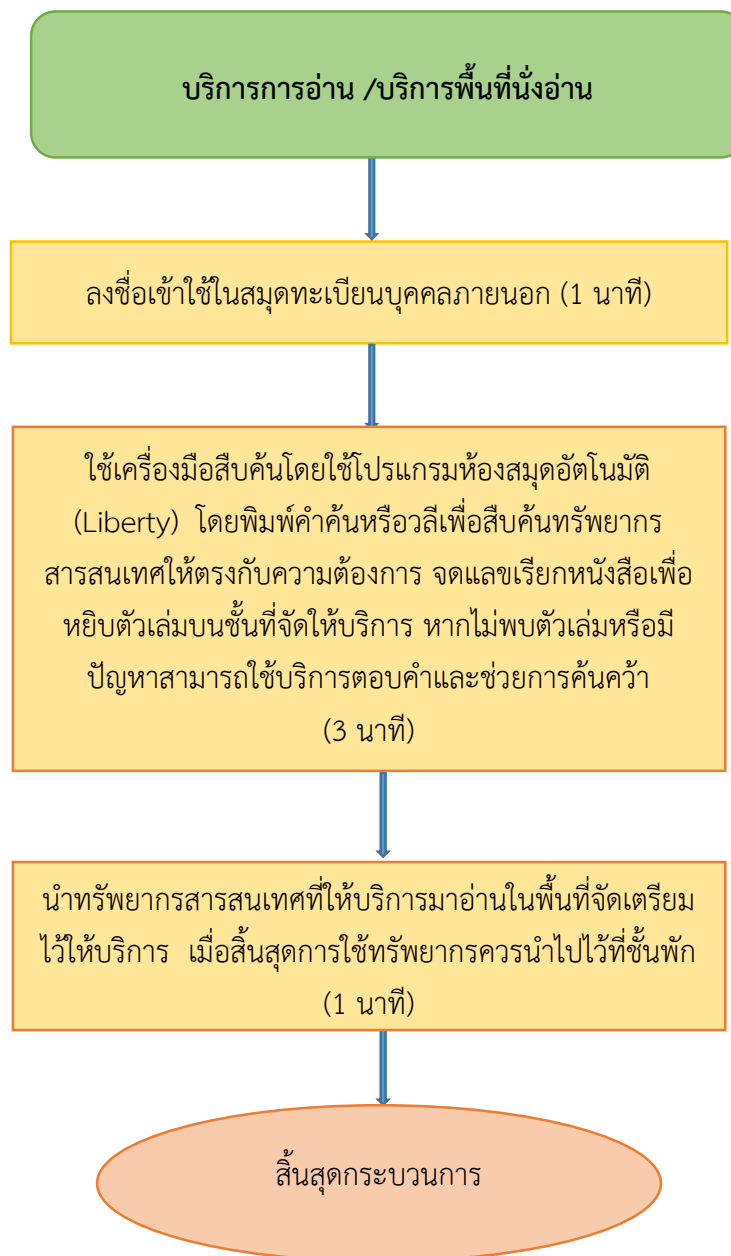 บริการการอ่าน /บริการพื้นที่นั่งอ่าน
ลงชื่อเข้าใช้ในสมุดทะเบียนบุคคลภายนอก (1 นาที)
ใช้เครื่องมือสืบค้นโดยใช้โปรแกรมห้องสมุดอัตโนมัติ
(Liberty) โดยพิมพ์คำค้นหรือวลีเพื่อสืบค้นทรัพยากร
สารสนเทศให้ตรงกับความต้องการ จดแลขเรียกหนังสือเพื่อ
หยิบตัวเล่มบนชั้นที่จัดให้บริการ หากไม่พบตัวเล่มหรือมี
ปัญหาสามารถใช้บริการตอบคำและช่วยการค้นคว้า
(3 นาที)
นำทรัพยากรสารสนเทศที่ให้บริการมาอ่านในพื้นที่จัดเตรียม
ไว้ให้บริการ เมื่อสิ้นสุดการใช้ทรัพยากรควรนำไปไว้ที่ชั้นพัก
(1 นาที)
สิ้นสุดกระบวนการ